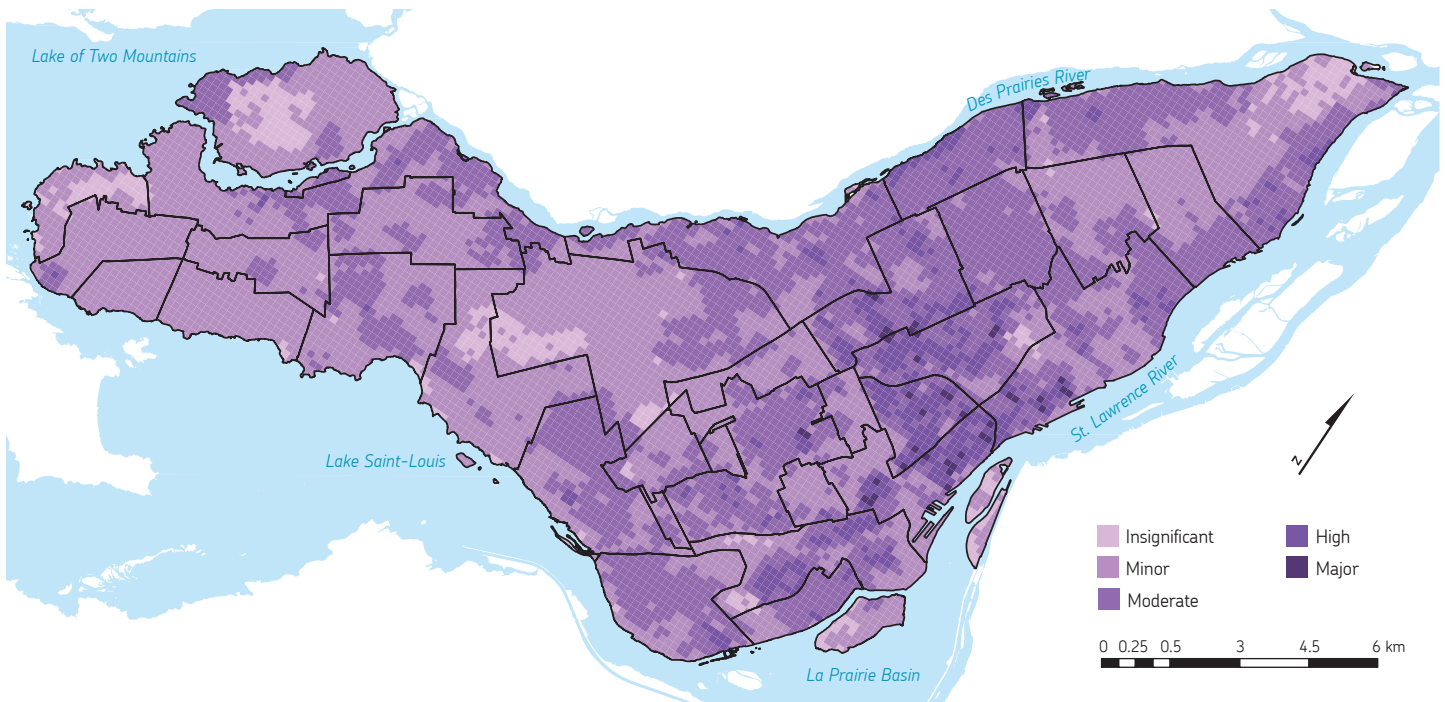 Lake of Two Mountains
Des Prairies River
St. Lawrence River
Lake Saint-Louis
La Prairie Basin
N
Insignificant
Minor
Moderate
High
Major
0 0.25 0.5 3 4.5 6 km